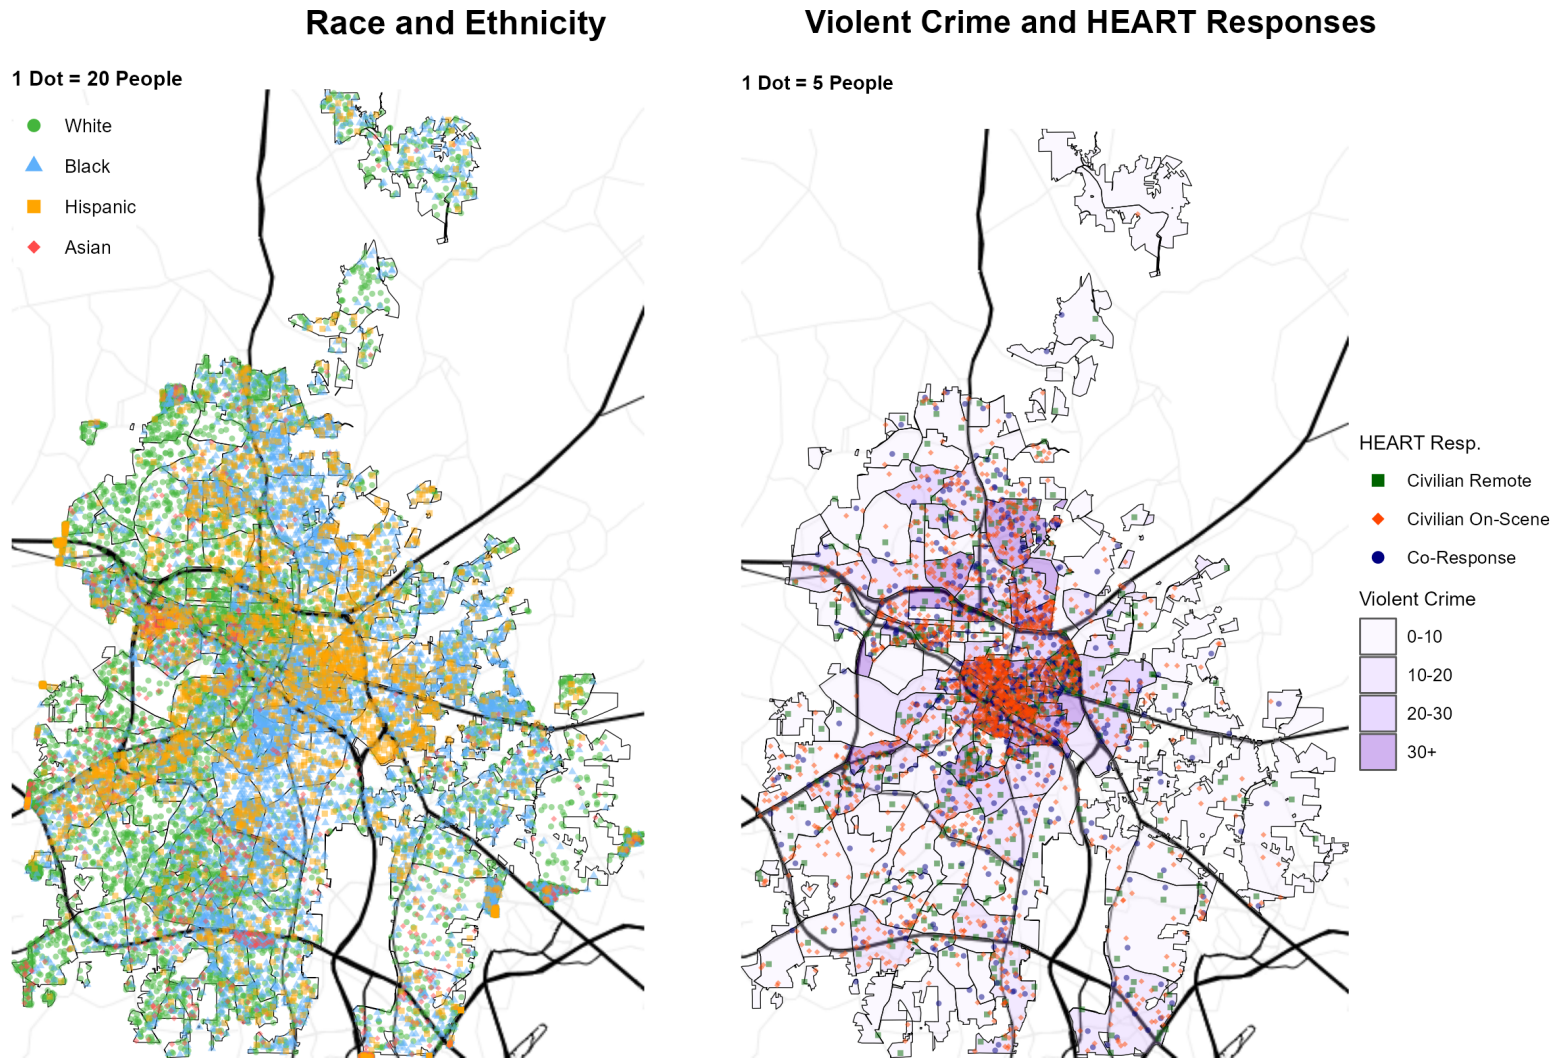 Race and Ethnicity
1 Dot = 20 People
White
Black
Hispanic
Asian
Violent Crime and HEART Responses
1 Dot = 5 People
HEART Resp.
Civilian Remote
Civilian On-Scene
Co-Response
Violent Crime
0-10
10-20
20-30
30+